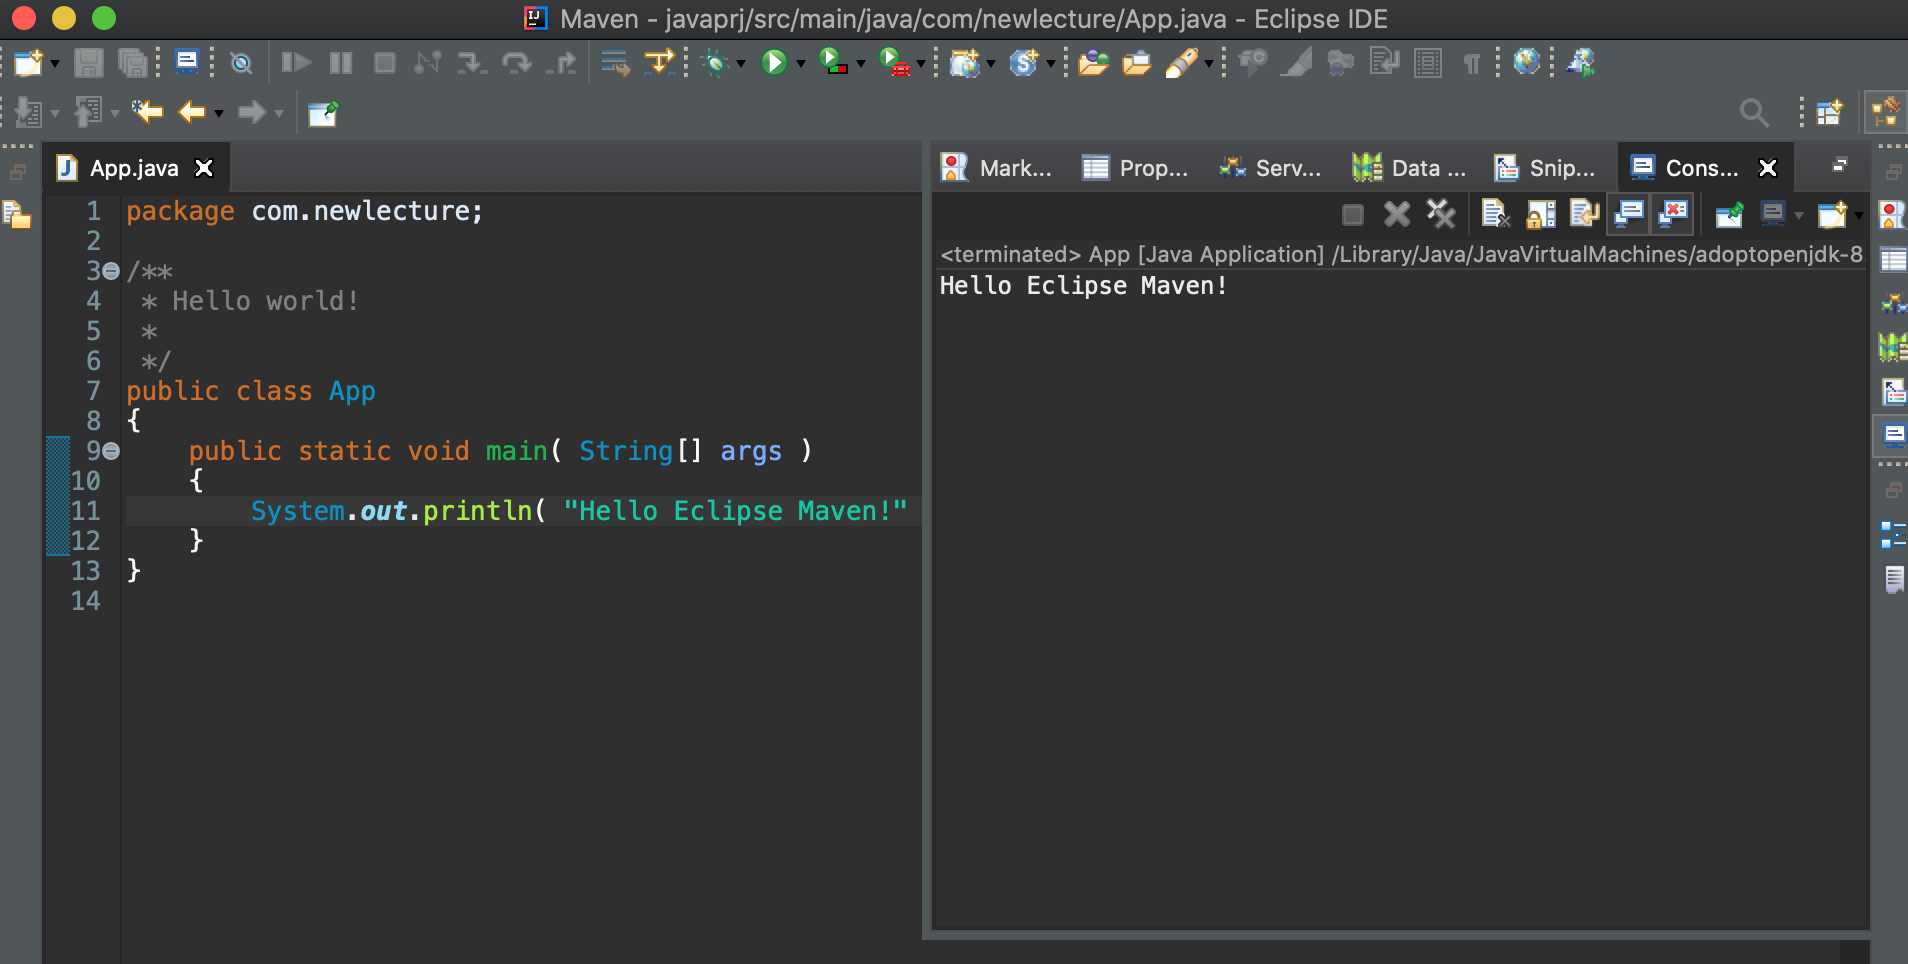 Maven - javaprj/src/main/java/com/newlecture/App.java - Eclipse IDE
App.java
1 package com.newlecture;
2
3 /**
4  * Hello world!
5  *
6  */
7 public class App
8 {
9     public static void main( String[] args )
10     {
11         System.out.println( "Hello Eclipse Maven!"
12     }
13 }
14
Mark... Prop... Serv... Data ... Snip... Cons...
<terminated> App [Java Application] /Library/Java/JavaVirtualMachines/adoptopenjdk-8
Hello Eclipse Maven!